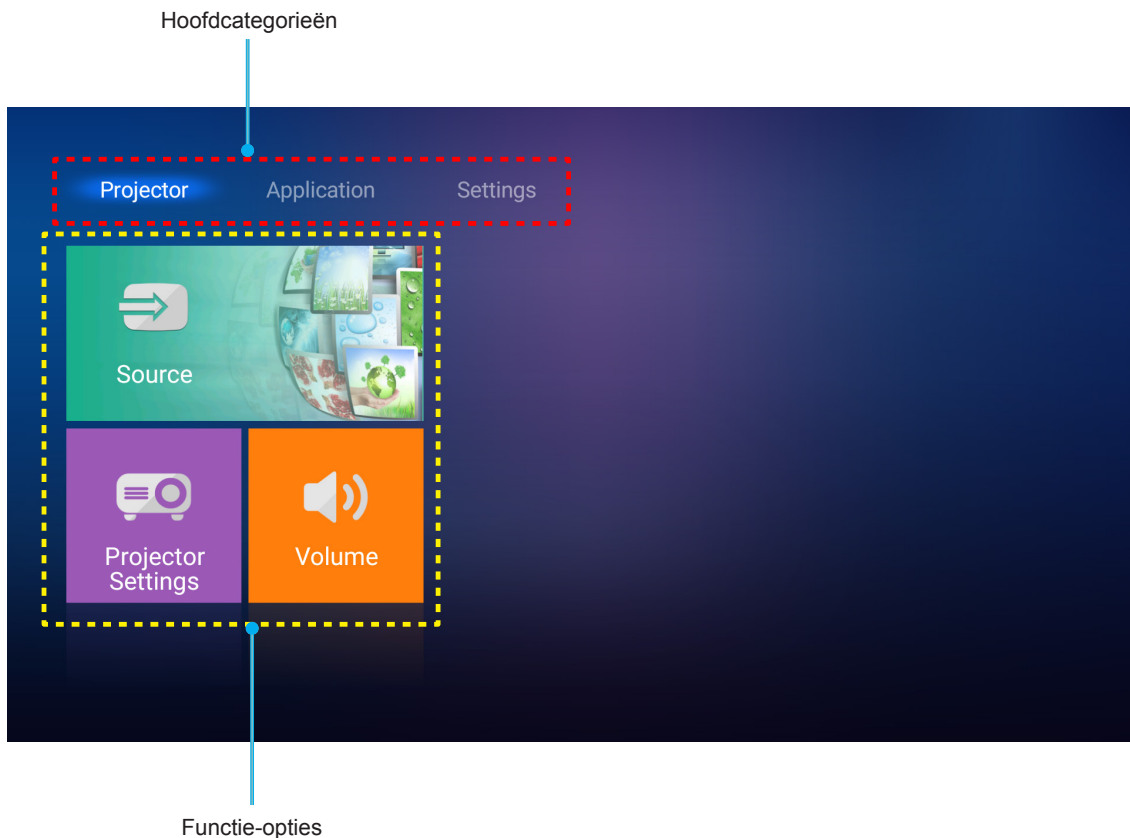 Hoofdcategorieën
Projector Application Settings
Source
Projector
Settings
Volume
Functie-opties